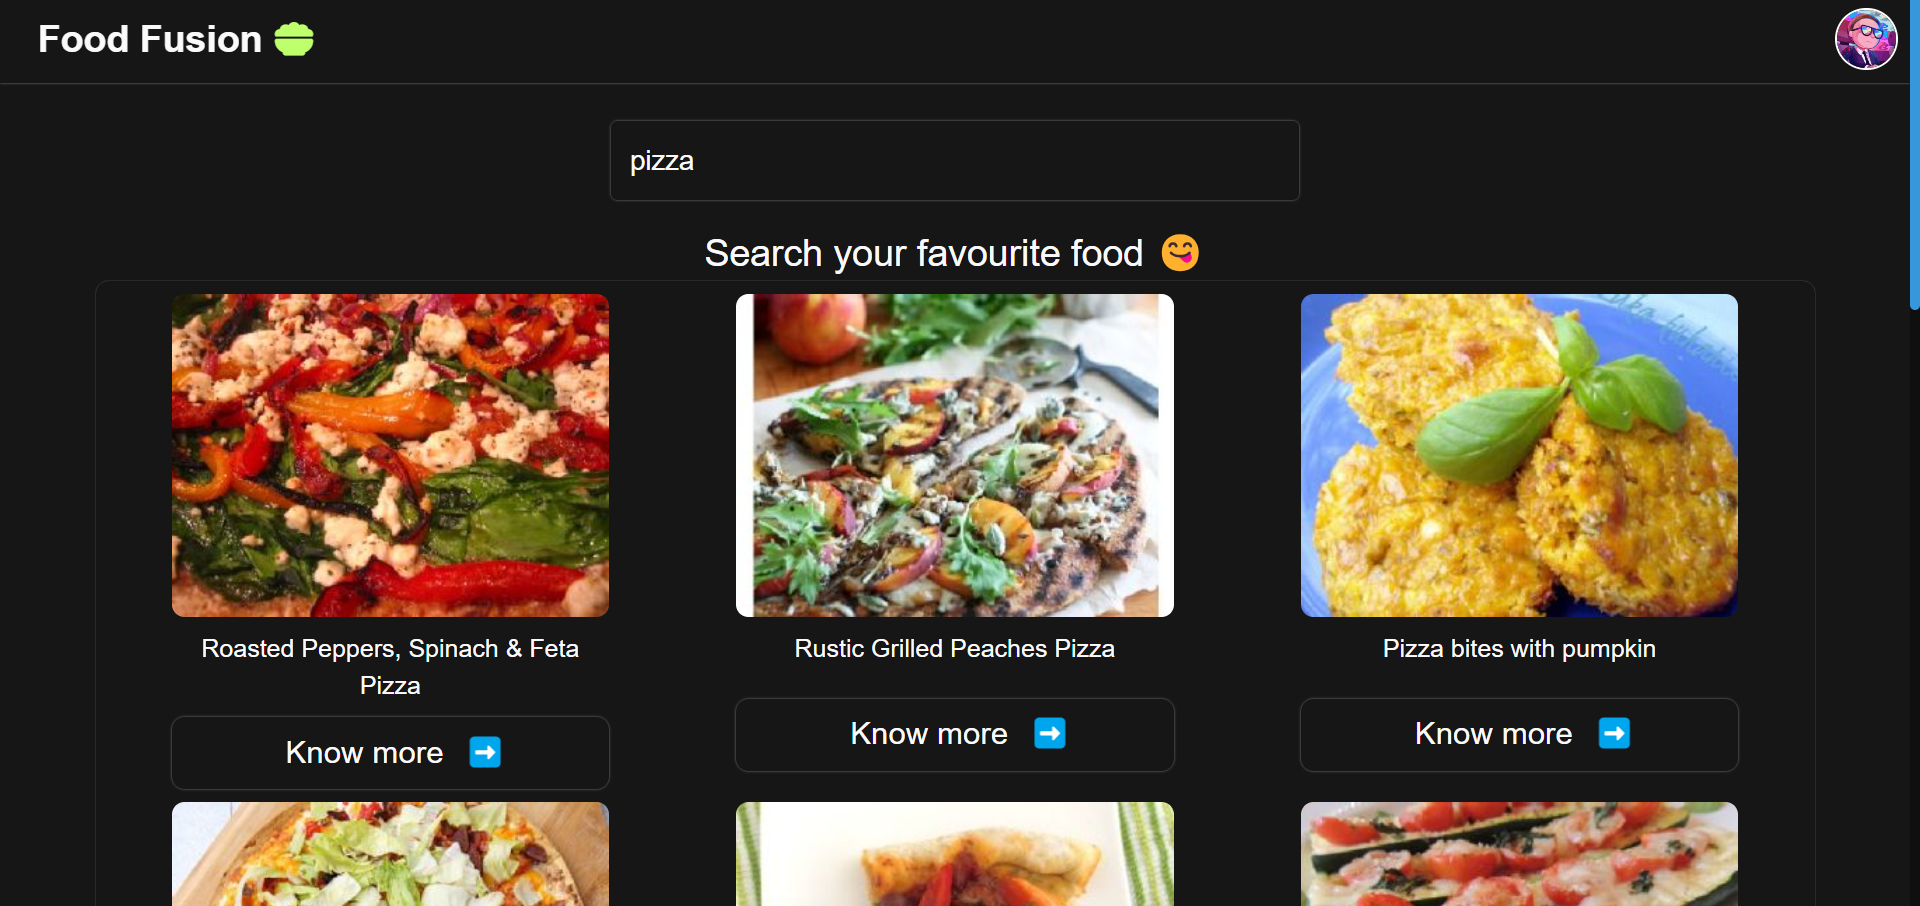 Food Fusion
pizza
Search your favourite food 😋
Roasted Peppers, Spinach & Feta
Pizza
Rustic Grilled Peaches Pizza
Pizza bites with pumpkin
Know more ➡️
Know more ➡️
Know more ➡️